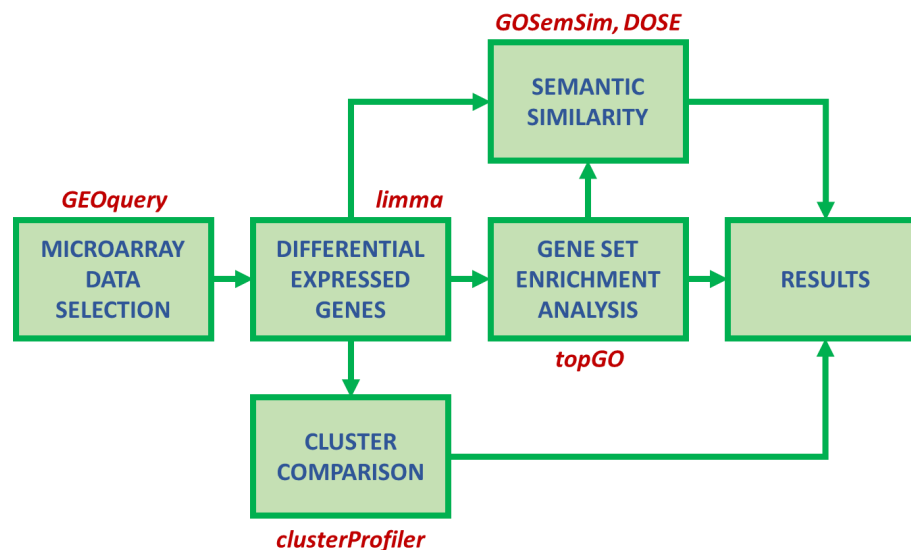 GOSemSim, DOSE
SEMANTIC
SIMILARITY
GEOquery
MICROARRAY
DATA
SELECTION
limma
DIFFERENTIAL
EXPRESSED
GENES
GENE SET
ENRICHMENT
ANALYSIS
topGO
RESULTS
CLUSTER
COMPARISON
clusterProfiler